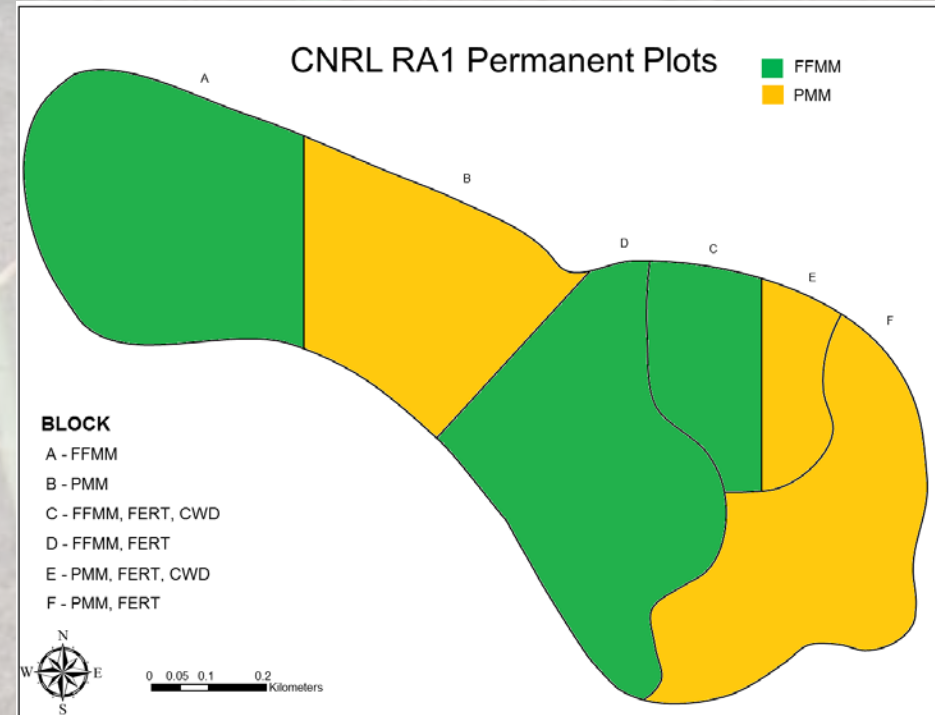 CNRL RA1 Permanent Plots
FFMM
PMM
A
B
D
C
E
F
BLOCK
A - FFMM
B - PMM
C - FFMM, FERT, CWD
D - FFMM, FERT
E - PMM, FERT, CWD
F - PMM, FERT
N
W E
S
0 0.05 0.1 0.2
Kilometers